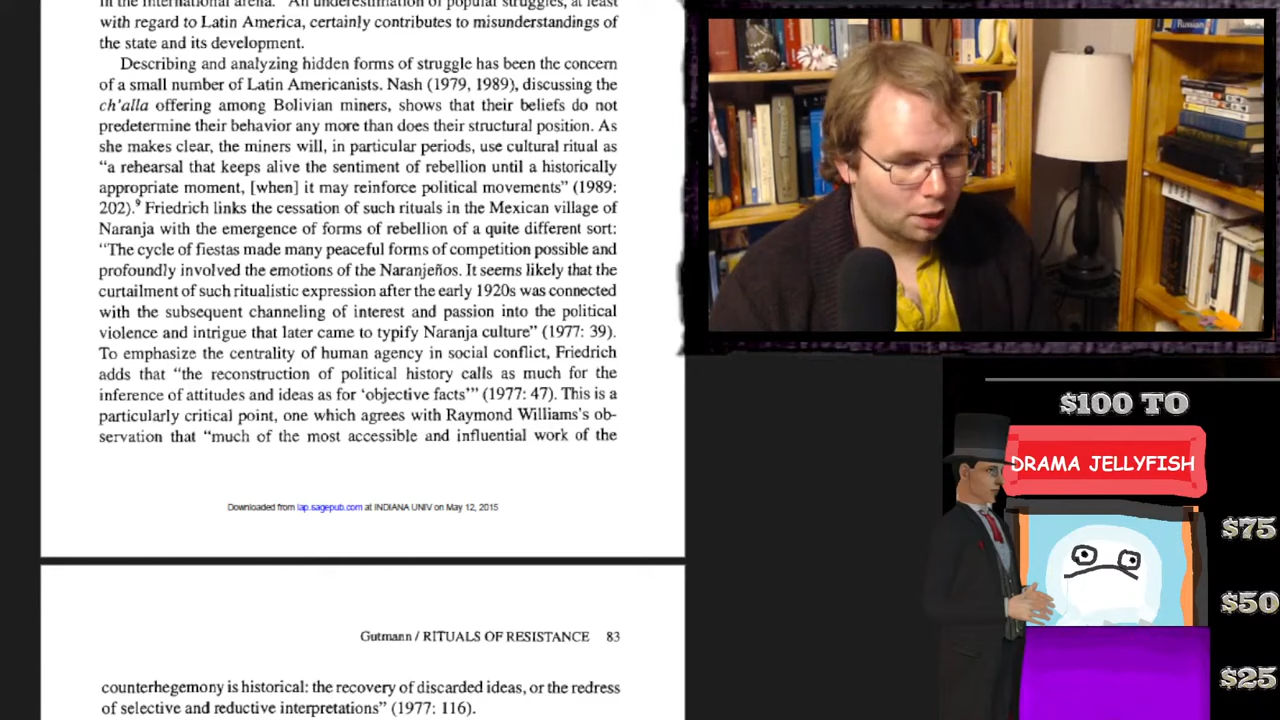 in the international arena. An underestimation of popular struggles, at least
with regard to Latin America, certainly contributes to misunderstandings of
the state and its development.
Describing and analyzing hidden forms of struggle has been the concern
of a small number of Latin Americanists. Nash (1979, 1989), discussing the
ch'alla offering among Bolivian miners, shows that their beliefs do not
predetermine their behavior any more than does their structural position. As
she makes clear, the miners will, in particular periods, use cultural ritual as
“a rehearsal that keeps alive the sentiment of rebellion until a historically
appropriate moment, [when] it may reinforce political movements” (1989:
202).⁹ Friedrich links the cessation of such rituals in the Mexican village of
Naranja with the emergence of forms of rebellion of a quite different sort:
“The cycle of fiestas made many peaceful forms of competition possible and
profoundly involved the emotions of the Naranjeños. It seems likely that the
curtailment of such ritualistic expression after the early 1920s was connected
with the subsequent channeling of interest and passion into the political
violence and intrigue that later came to typify Naranja culture” (1977: 39).
To emphasize the centrality of human agency in social conflict, Friedrich
adds that “the reconstruction of political history calls as much for the
inference of attitudes and ideas as for ‘objective facts’” (1977: 47). This is a
particularly critical point, one which agrees with Raymond Williams's ob-
servation that “much of the most accessible and influential work of the
Downloaded from lap.sagepub.com at INDIANA UNIV on May 12, 2015
Gutmann / RITUALS OF RESISTANCE 83
counterhegemony is historical: the recovery of discarded ideas, or the redress
of selective and reductive interpretations” (1977: 116).
Russian
$100 TO
DRAMA JELLYFISH
$75
$50
$25